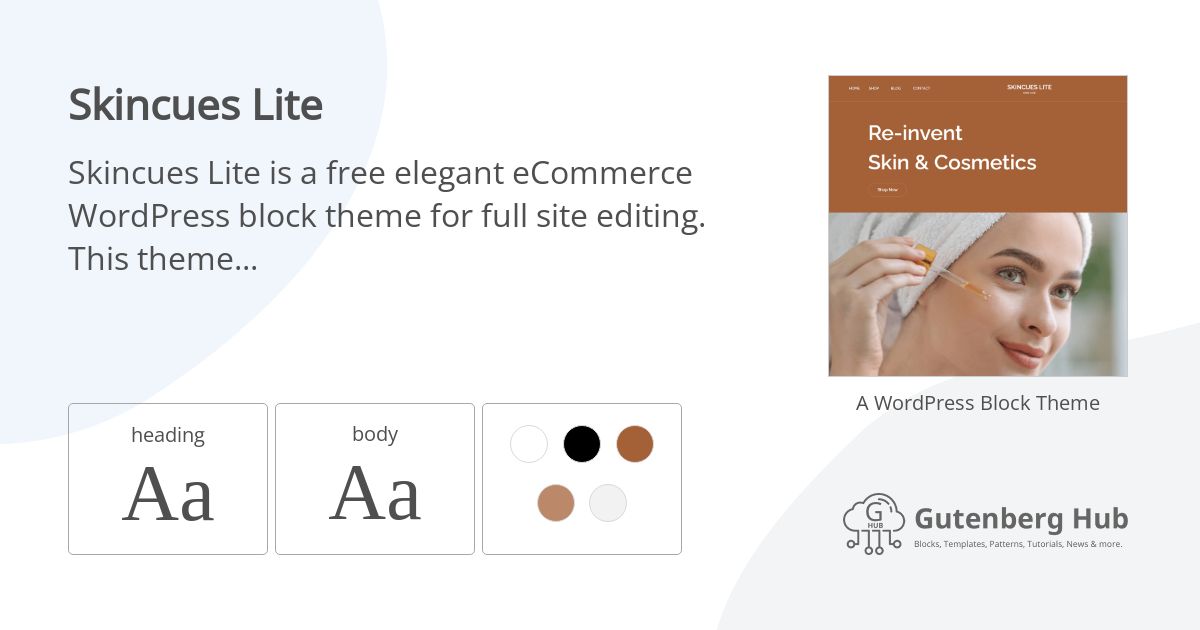 Skincues Lite
Skincues Lite is a free elegant eCommerce
WordPress block theme for full site editing.
This theme...
heading
Aa
body
Aa
HOME SHOP BLOG CONTACT
SKINCUES LITE
Re-invent
Skin & Cosmetics
Shop Now
A WordPress Block Theme
G
HUB
Gutenberg Hub
Blocks, Templates, Patterns, Tutorials, News & more.